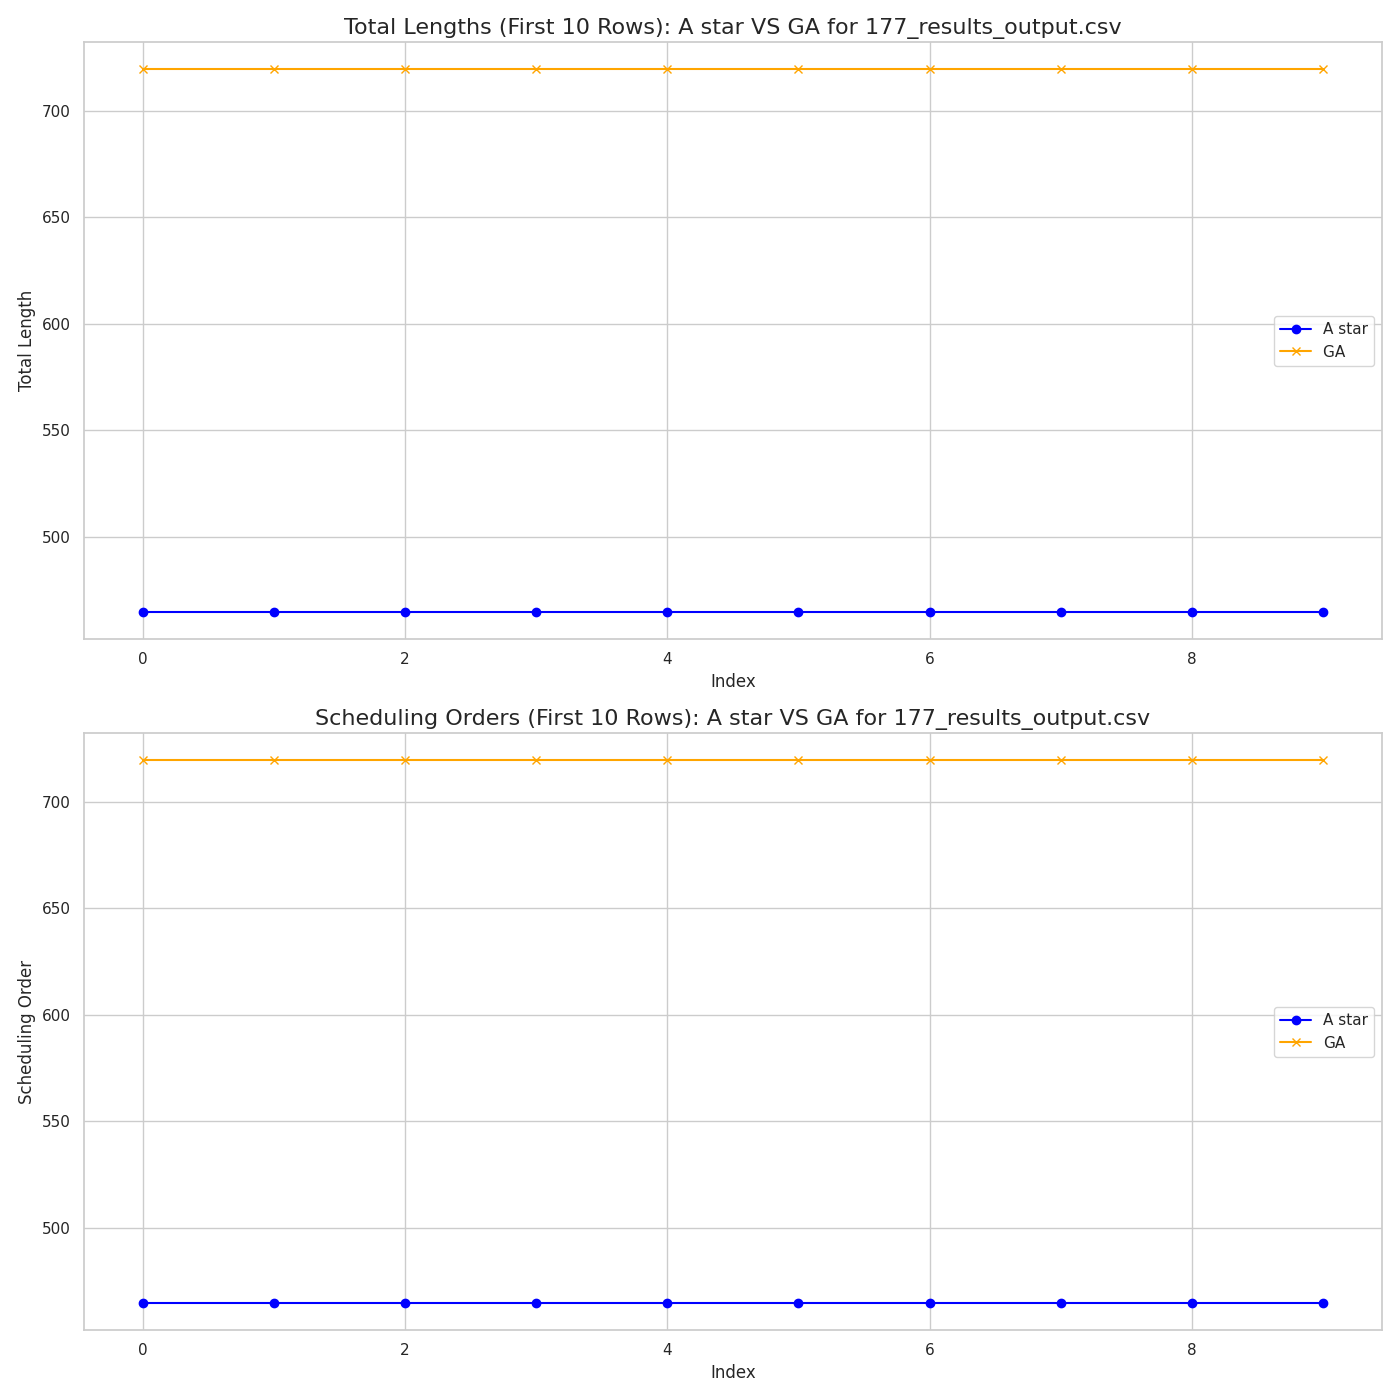 Total Lengths (First 10 Rows): A star VS GA for 177_results_output.csv
700
650
600
550
500
Total Length
A star
GA
0 2 4 6 8
Index
Scheduling Orders (First 10 Rows): A star VS GA for 177_results_output.csv
700
650
600
550
500
Scheduling Order
A star
GA
0 2 4 6 8
Index